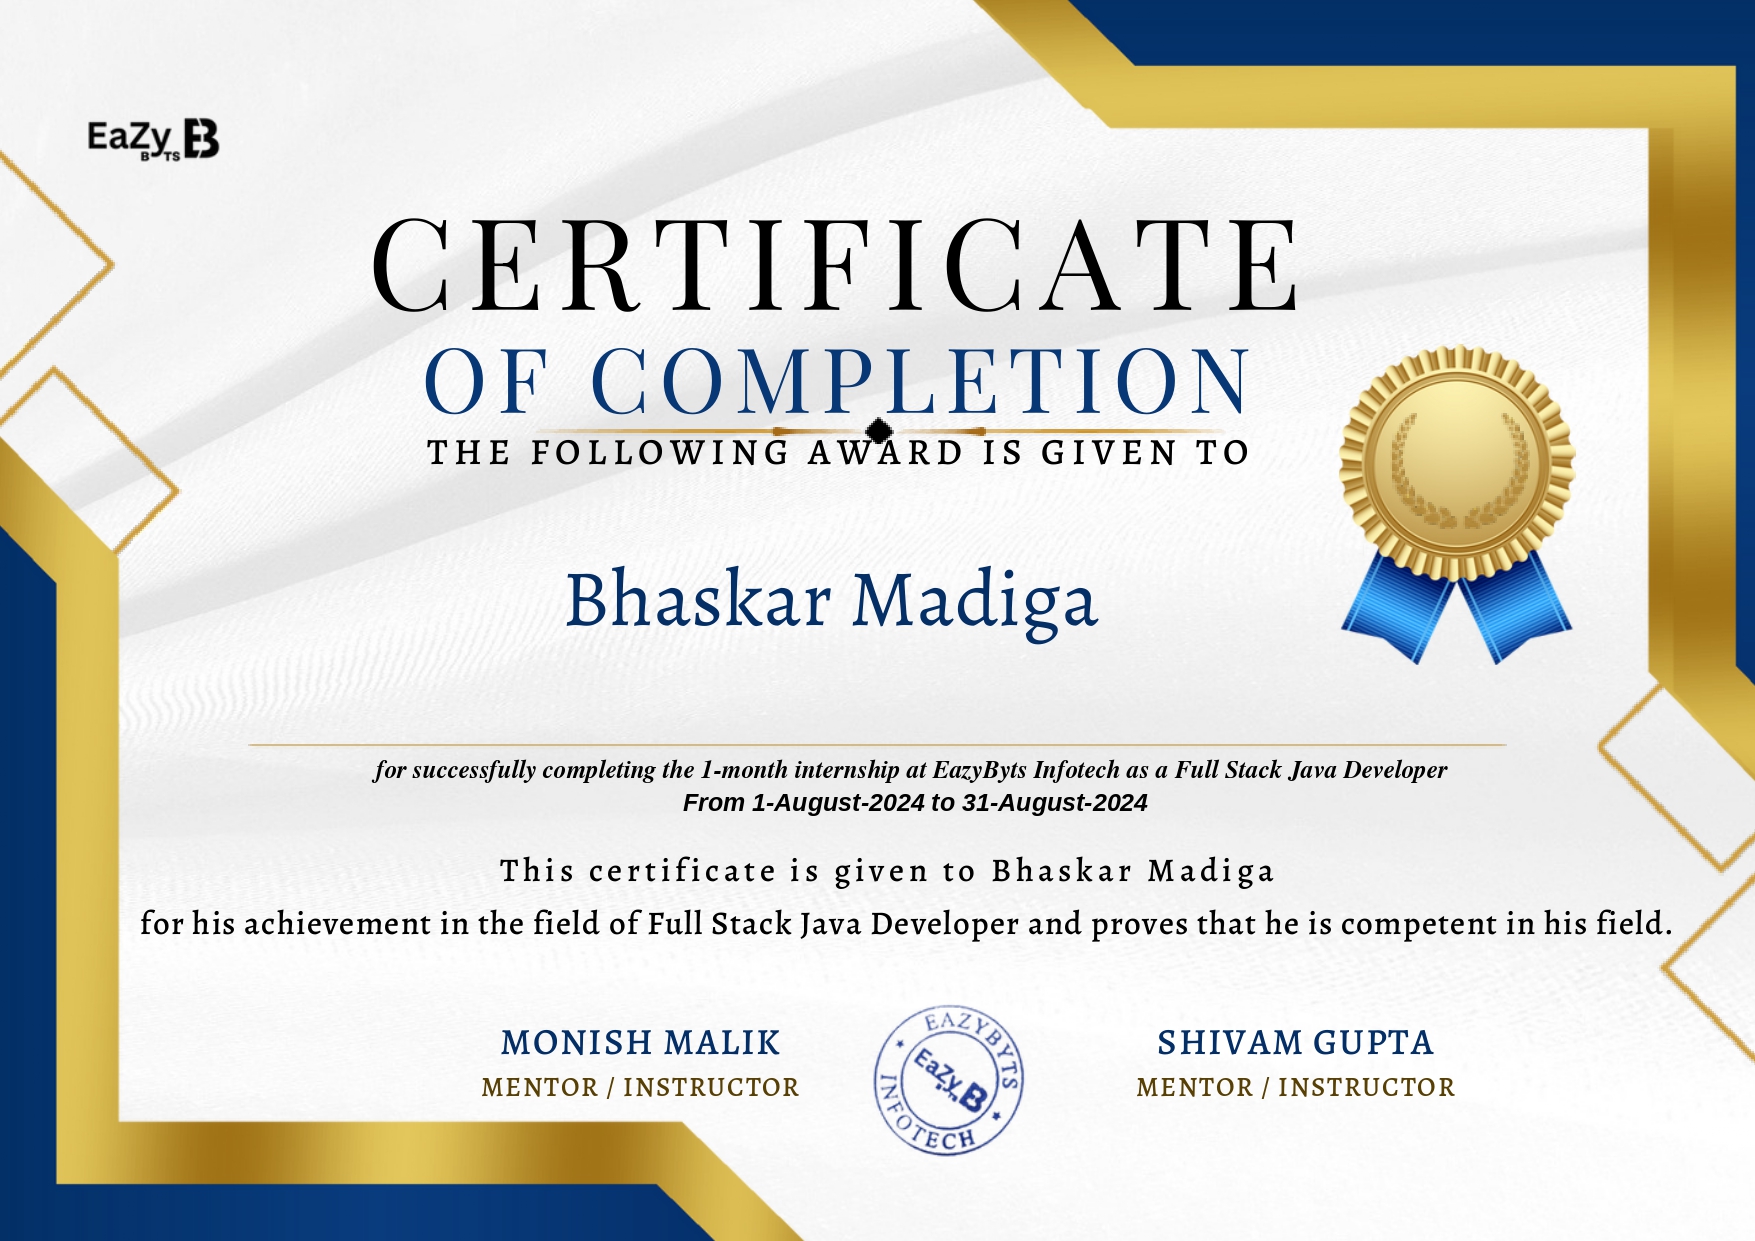 EaZy B
B TS
CERTIFICATE
OF COMPLETION
THE FOLLOWING AWARD IS GIVEN TO
Bhaskar Madiga
for successfully completing the 1-month internship at EazyByts Infotech as a Full Stack Java Developer
From 1-August-2024 to 31-August-2024
This certificate is given to Bhaskar Madiga
for his achievement in the field of Full Stack Java Developer and proves that he is competent in his field.
MONISH MALIK
MENTOR / INSTRUCTOR
EAZYBYTS
EaZy B
INFOTECH
SHIVAM GUPTA
MENTOR / INSTRUCTOR